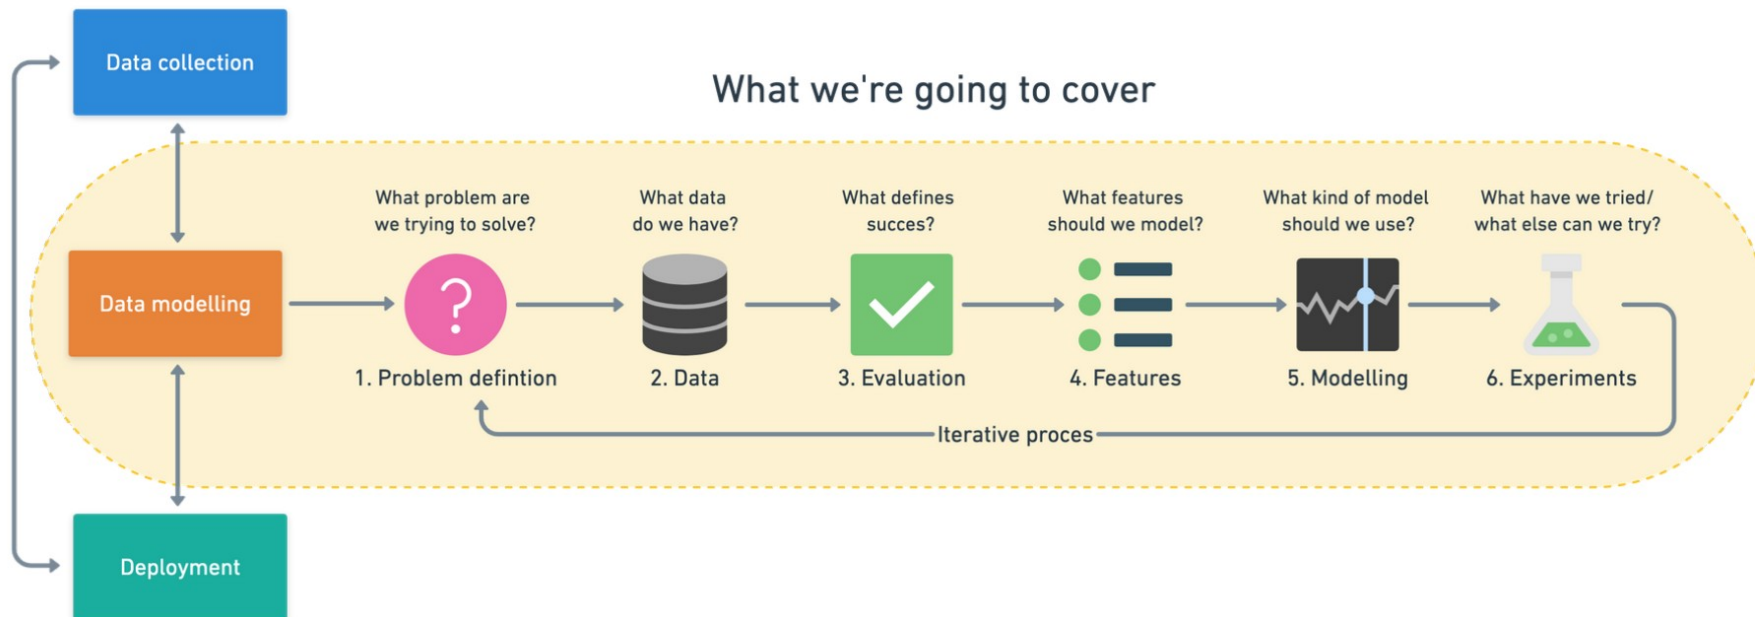 Data collection
What we're going to cover
What problem are
we trying to solve?
What data
do we have?
What defines
succes?
What features
should we model?
What kind of model
should we use?
What have we tried/
what else can we try?
Data modelling
?
1. Problem defintion
2. Data
3. Evaluation
4. Features
5. Modelling
6. Experiments
Iterative proces
Deployment